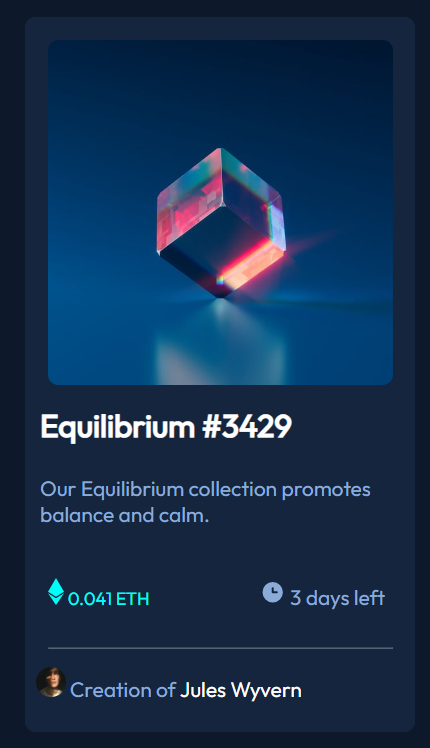 Equilibrium #3429
Our Equilibrium collection promotes
balance and calm.
0.041 ETH 3 days left
Creation of Jules Wyvern